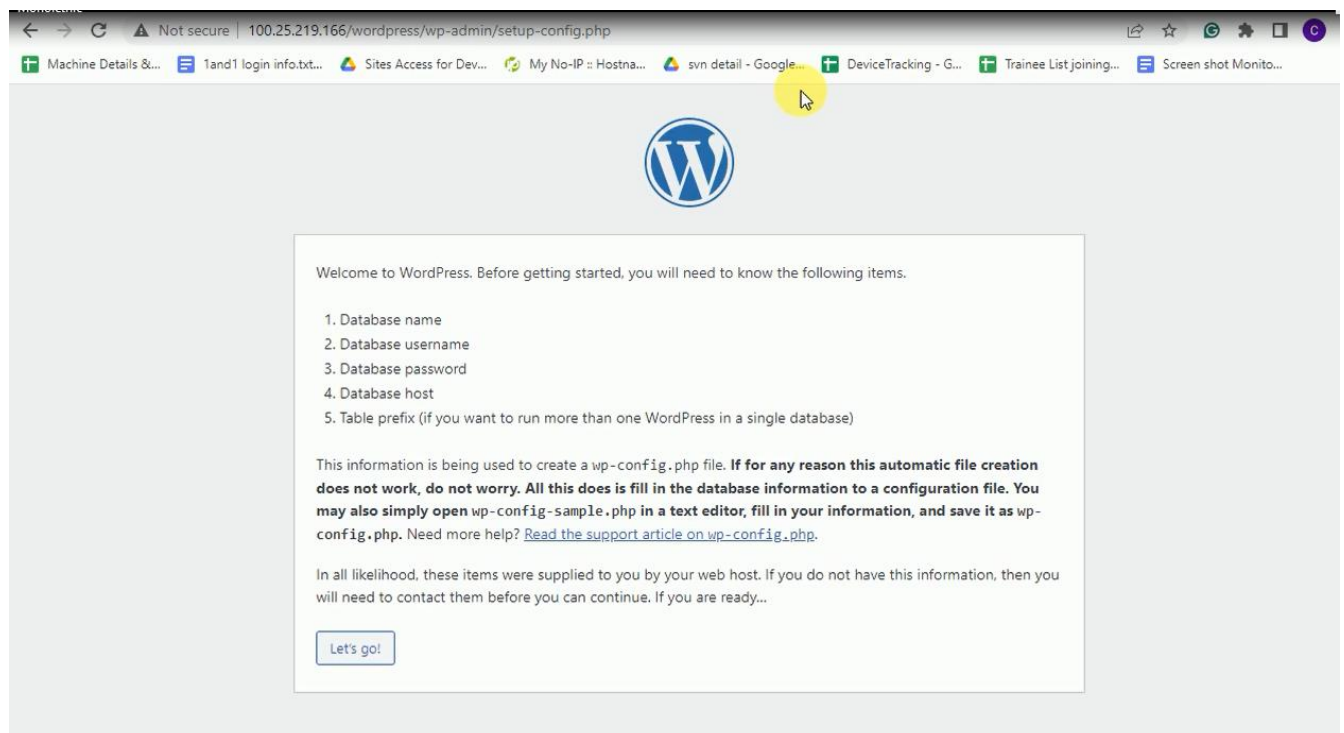 Not secure | 100.25.219.166/wordpress/wp-admin/setup-config.php
Machine Details &... 1and1 login info.txt... Sites Access for Dev... My No-IP :: Hostna... svn detail - Google... DeviceTracking - G... Trainee List joining... Screen shot Monito...
W
Welcome to WordPress. Before getting started, you will need to know the following items.
1. Database name
2. Database username
3. Database password
4. Database host
5. Table prefix (if you want to run more than one WordPress in a single database)
This information is being used to create a wp-config.php file. If for any reason this automatic file creation
does not work, do not worry. All this does is fill in the database information to a configuration file. You
may also simply open wp-config-sample.php in a text editor, fill in your information, and save it as wp-
config.php. Need more help? Read the support article on wp-config.php.
In all likelihood, these items were supplied to you by your web host. If you do not have this information, then you
will need to contact them before you can continue. If you are ready...
Let's go!